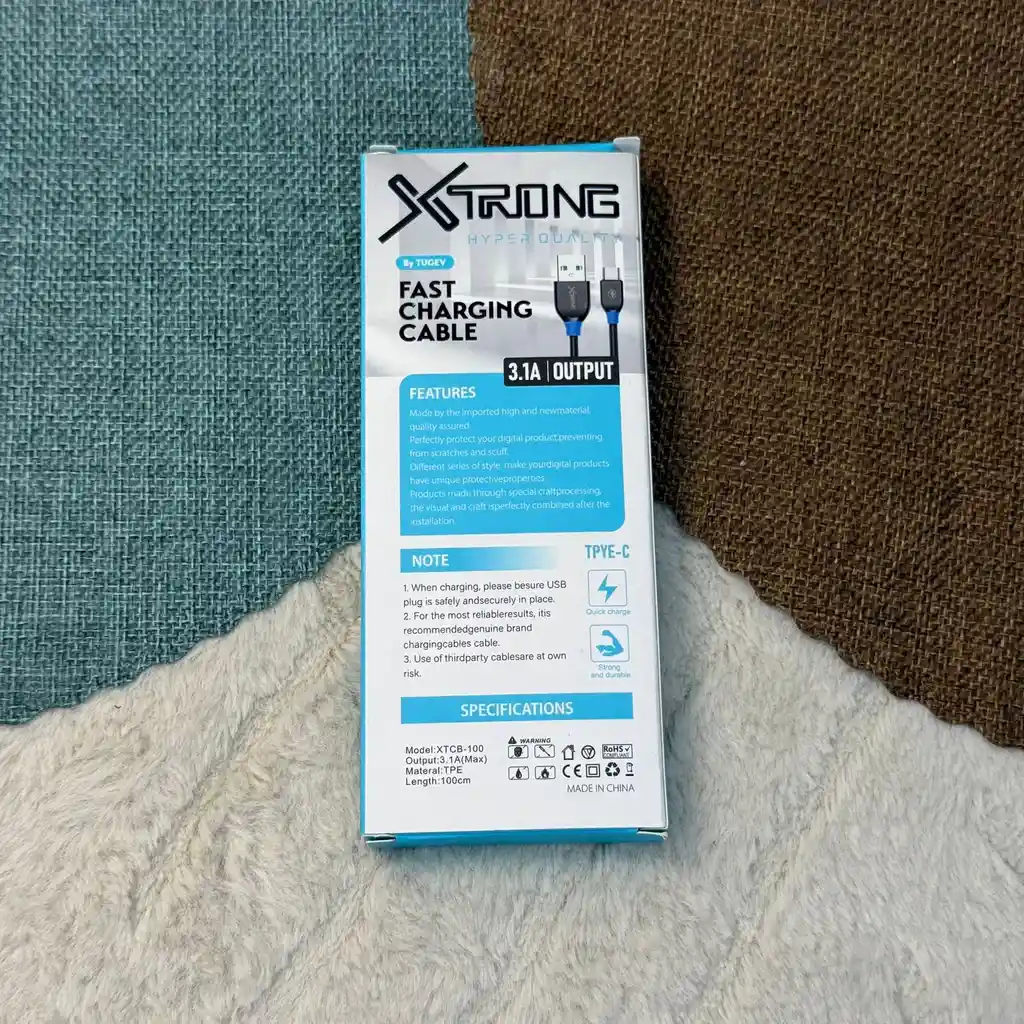 XTRONG
HYPER QUALITY
By TUGEV
FAST
CHARGING
CABLE
3.1A | OUTPUT
FEATURES
Made by the imported high and newmaterial,
quality assured.
Perfectly protect your digital product,preventing
from scratches and scuff.
Different series of style, make yourdigital products
have unique protectiveproperties.
Products made through special craftprocessing,
the visual and craft isperfectly combined after the
installation.
NOTE
1. When charging, please besure USB
plug is safely andsecurely in place.
2. For the most reliableresults, itis
recommendedgenuine brand
chargingcables cable.
3. Use of thirdparty cablesare at own
risk.
TPYE-C
Quick charge
Strong
and durable
SPECIFICATIONS
Model:XTCB-100
Output:3.1A(Max)
Materal:TPE
Length:100cm
WARNING
RoHS
COMPLIANT
CE
MADE IN CHINA